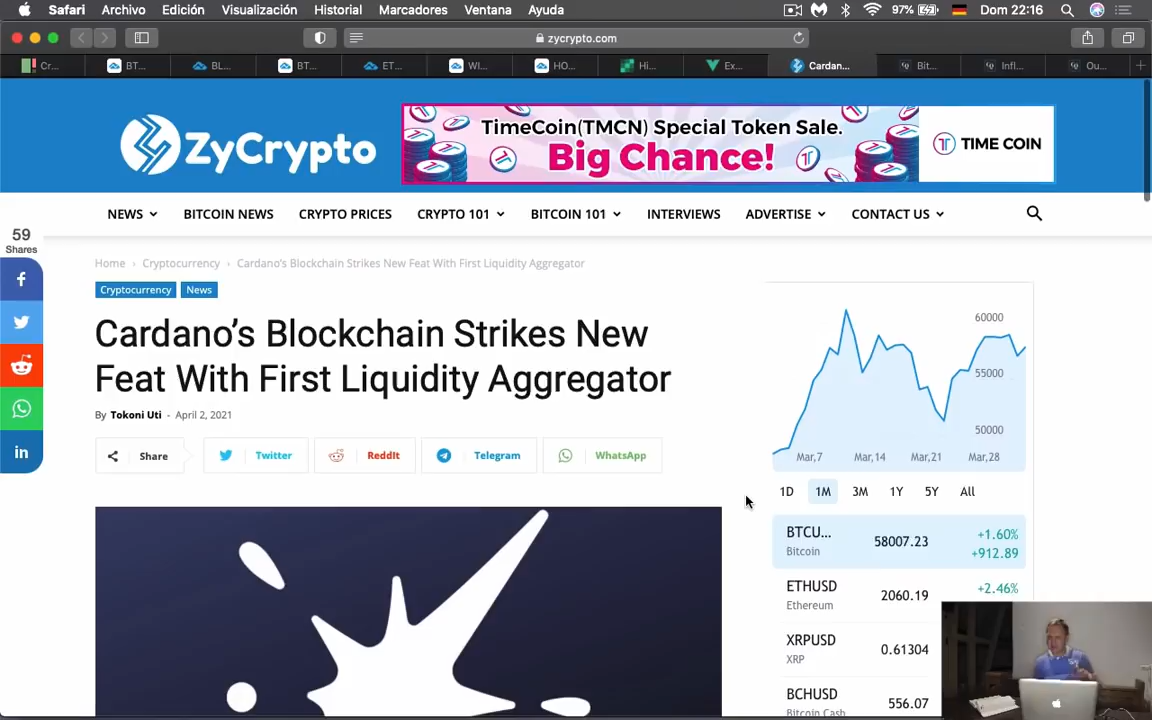 Safari Archivo Edición Visualización Historial Marcadores Ventana Ayuda 97% Dom 22:16
zycrypto.com
Cr... BT... BL... BT... ET... WI... HO... Hi... Ex... Cardan... Bit... Infl... Ou...
ZyCrypto
TimeCoin(TMCN) Special Token Sale.
Big Chance!
TIME COIN
NEWS BITCOIN NEWS CRYPTO PRICES CRYPTO 101 BITCOIN 101 INTERVIEWS ADVERTISE CONTACT US
59
Shares
Home › Cryptocurrency › Cardano's Blockchain Strikes New Feat With First Liquidity Aggregator
Cryptocurrency News
Cardano's Blockchain Strikes New
Feat With First Liquidity Aggregator
By Tokoni Uti - April 2, 2021
Share Twitter ReddIt Telegram WhatsApp
60000
55000
50000
Mar,7 Mar,14 Mar,21 Mar,28
1D 1M 3M 1Y 5Y All
BTCU... 58007.23 +1.60%
Bitcoin +912.89
ETHUSD 2060.19 +2.46%
Ethereum
XRPUSD 0.61304
XRP
BCHUSD 556.07
Bitcoin Cash